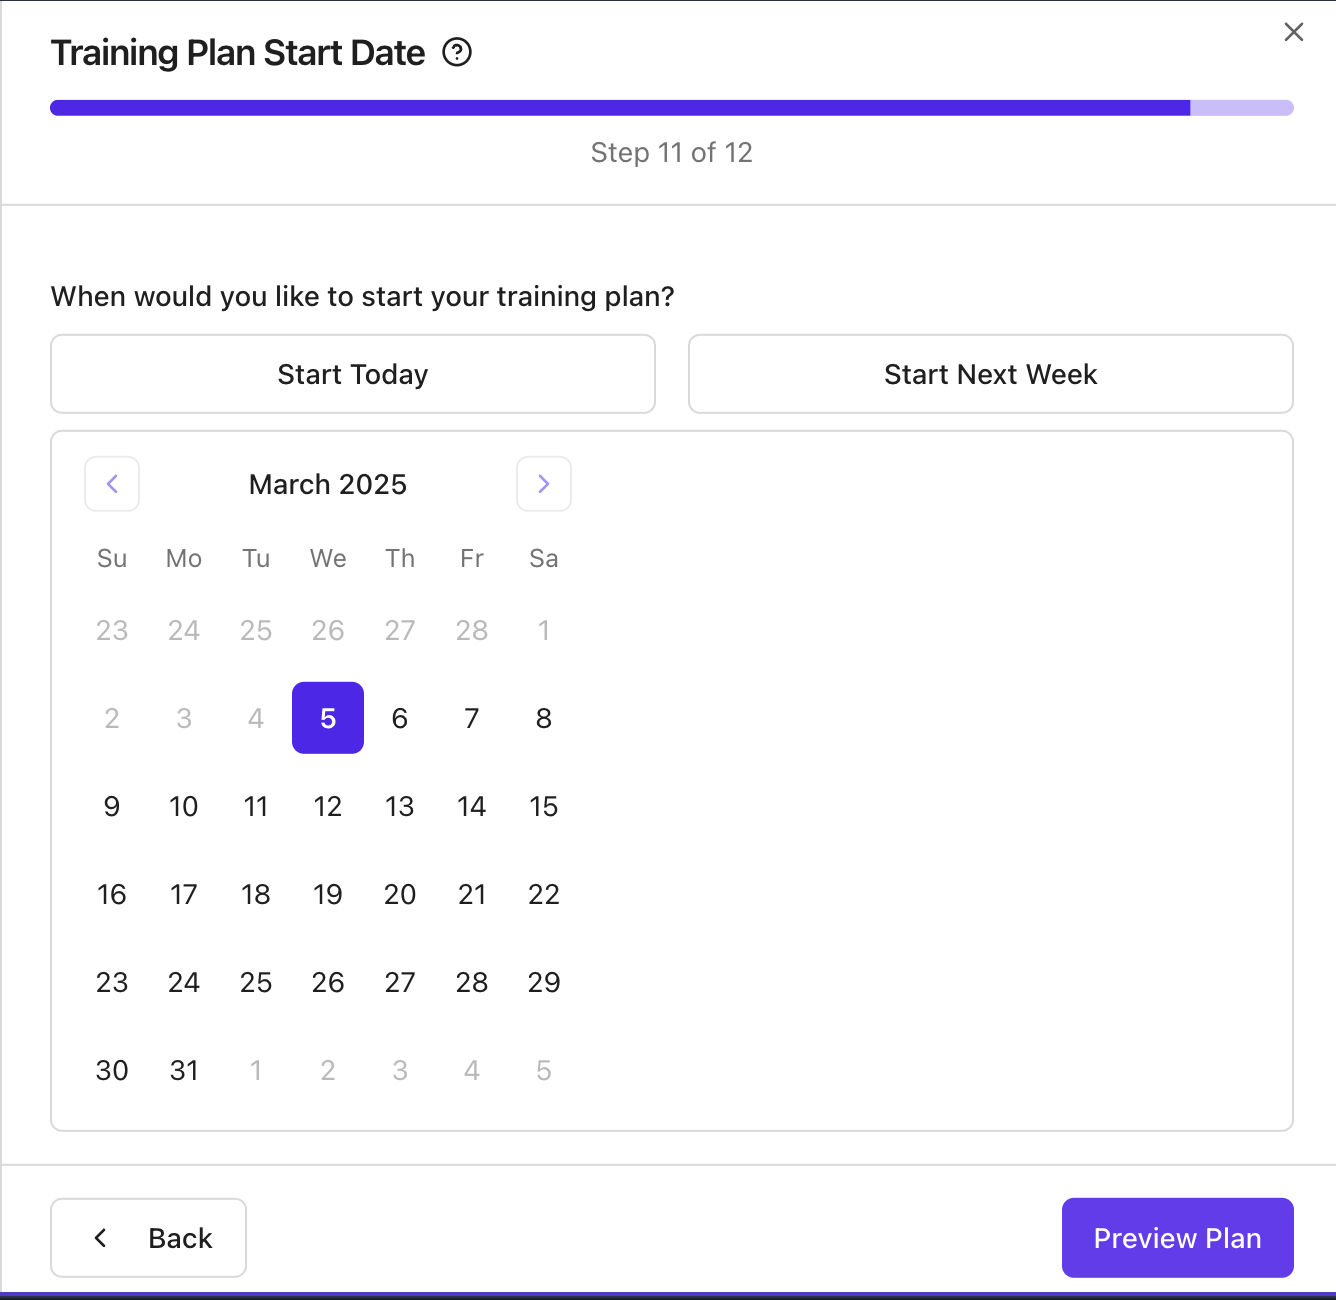 Training Plan Start Date
Step 11 of 12
When would you like to start your training plan?
Start Today Start Next Week
March 2025
Su Mo Tu We Th Fr Sa
23 24 25 26 27 28 1
2 3 4 5 6 7 8
9 10 11 12 13 14 15
16 17 18 19 20 21 22
23 24 25 26 27 28 29
30 31 1 2 3 4 5
Back Preview Plan